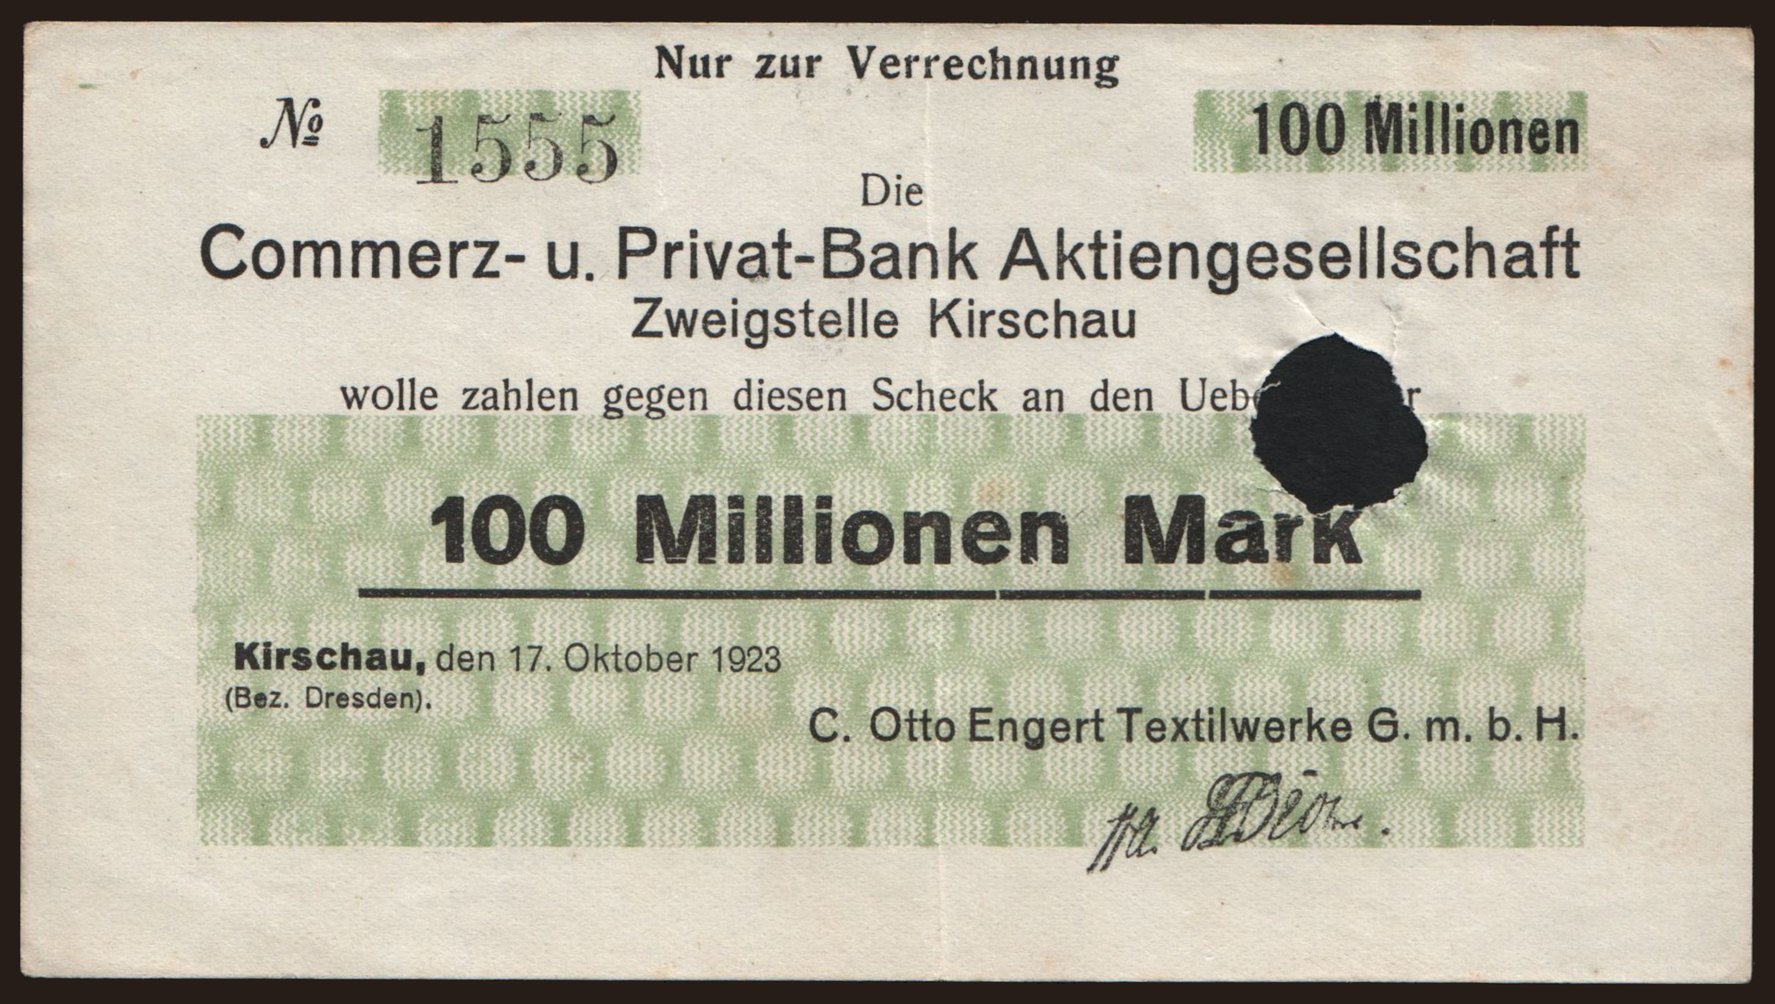 Nur zur Verrechnung
№ 1555
100 Millionen
Die
Commerz- u. Privat-Bank Aktiengesellschaft
Zweigstelle Kirschau
wolle zahlen gegen diesen Scheck an den
100 Millionen Mark
Kirschau, den 17. Oktober 1923
(Bez. Dresden).
C. Otto Engert Textilwerke G. m. b. H.
ppa.